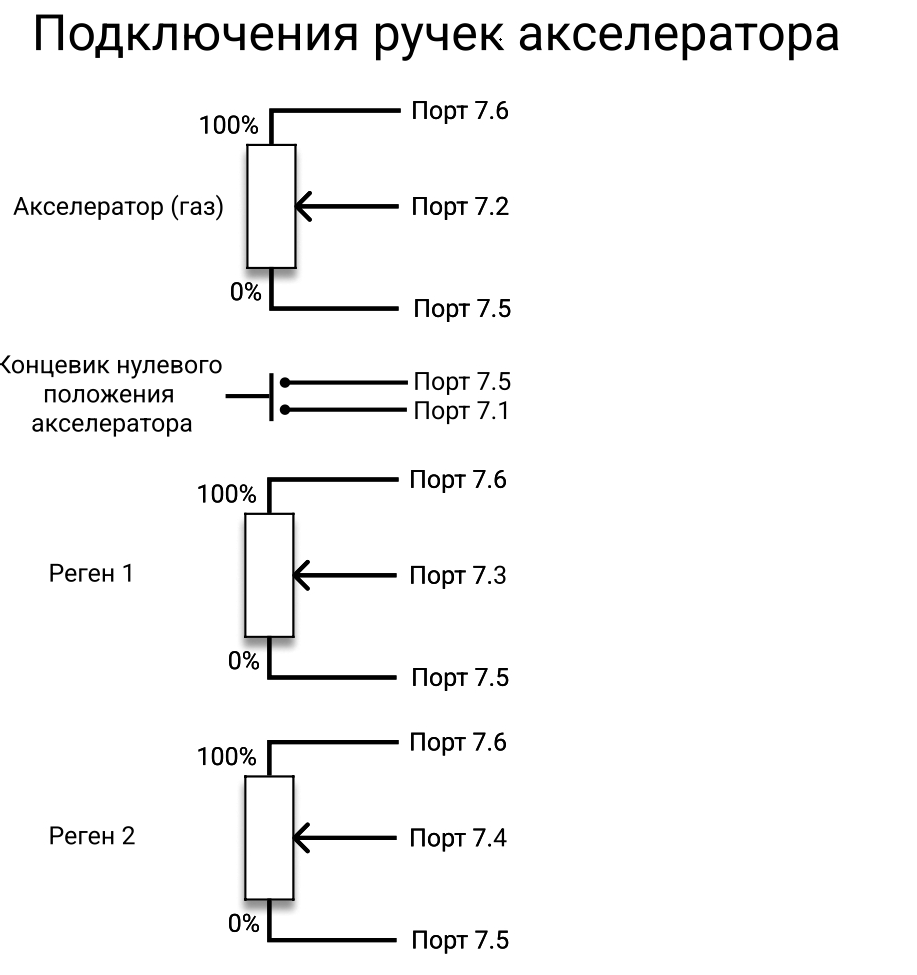 Подключения ручек акселератора
100%
Порт 7.6
Акселератор (газ)
Порт 7.2
0%
Порт 7.5
Концевик нулевого
положения
акселератора
Порт 7.5
Порт 7.1
100%
Порт 7.6
Реген 1
Порт 7.3
0%
Порт 7.5
100%
Порт 7.6
Реген 2
Порт 7.4
0%
Порт 7.5